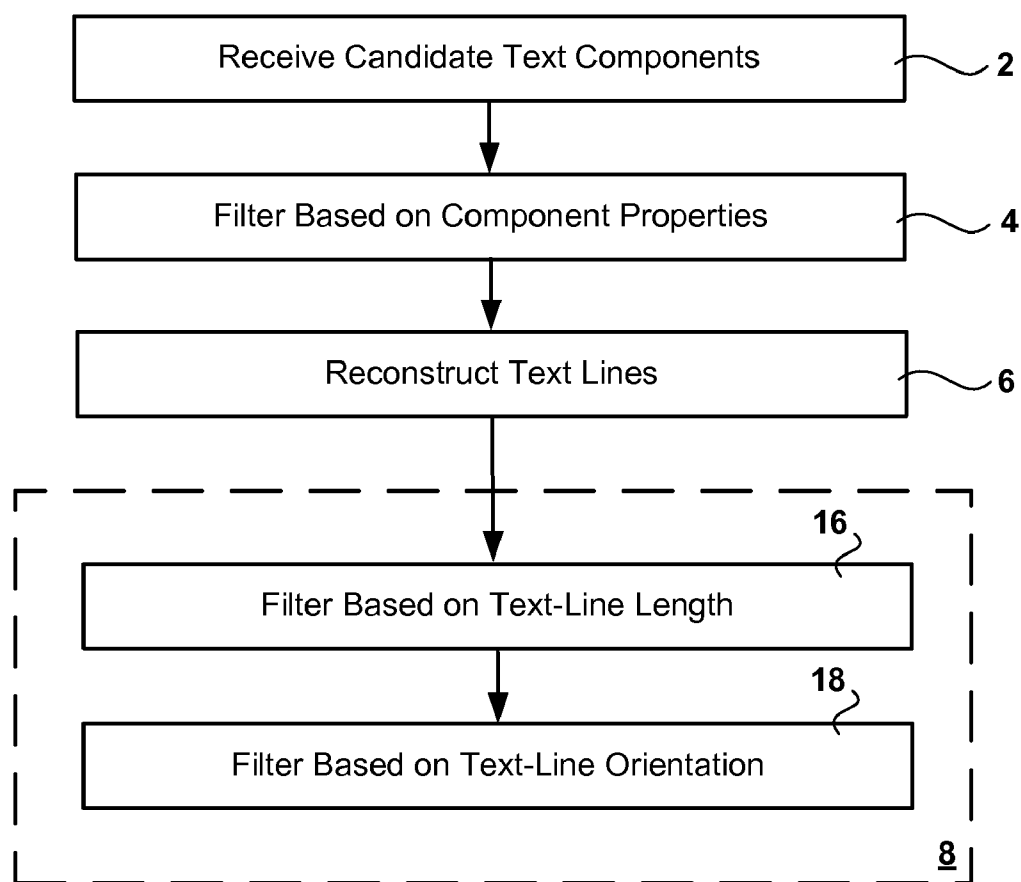 Receive Candidate Text Components
2
Filter Based on Component Properties
4
Reconstruct Text Lines
6
16
Filter Based on Text-Line Length
18
Filter Based on Text-Line Orientation
8